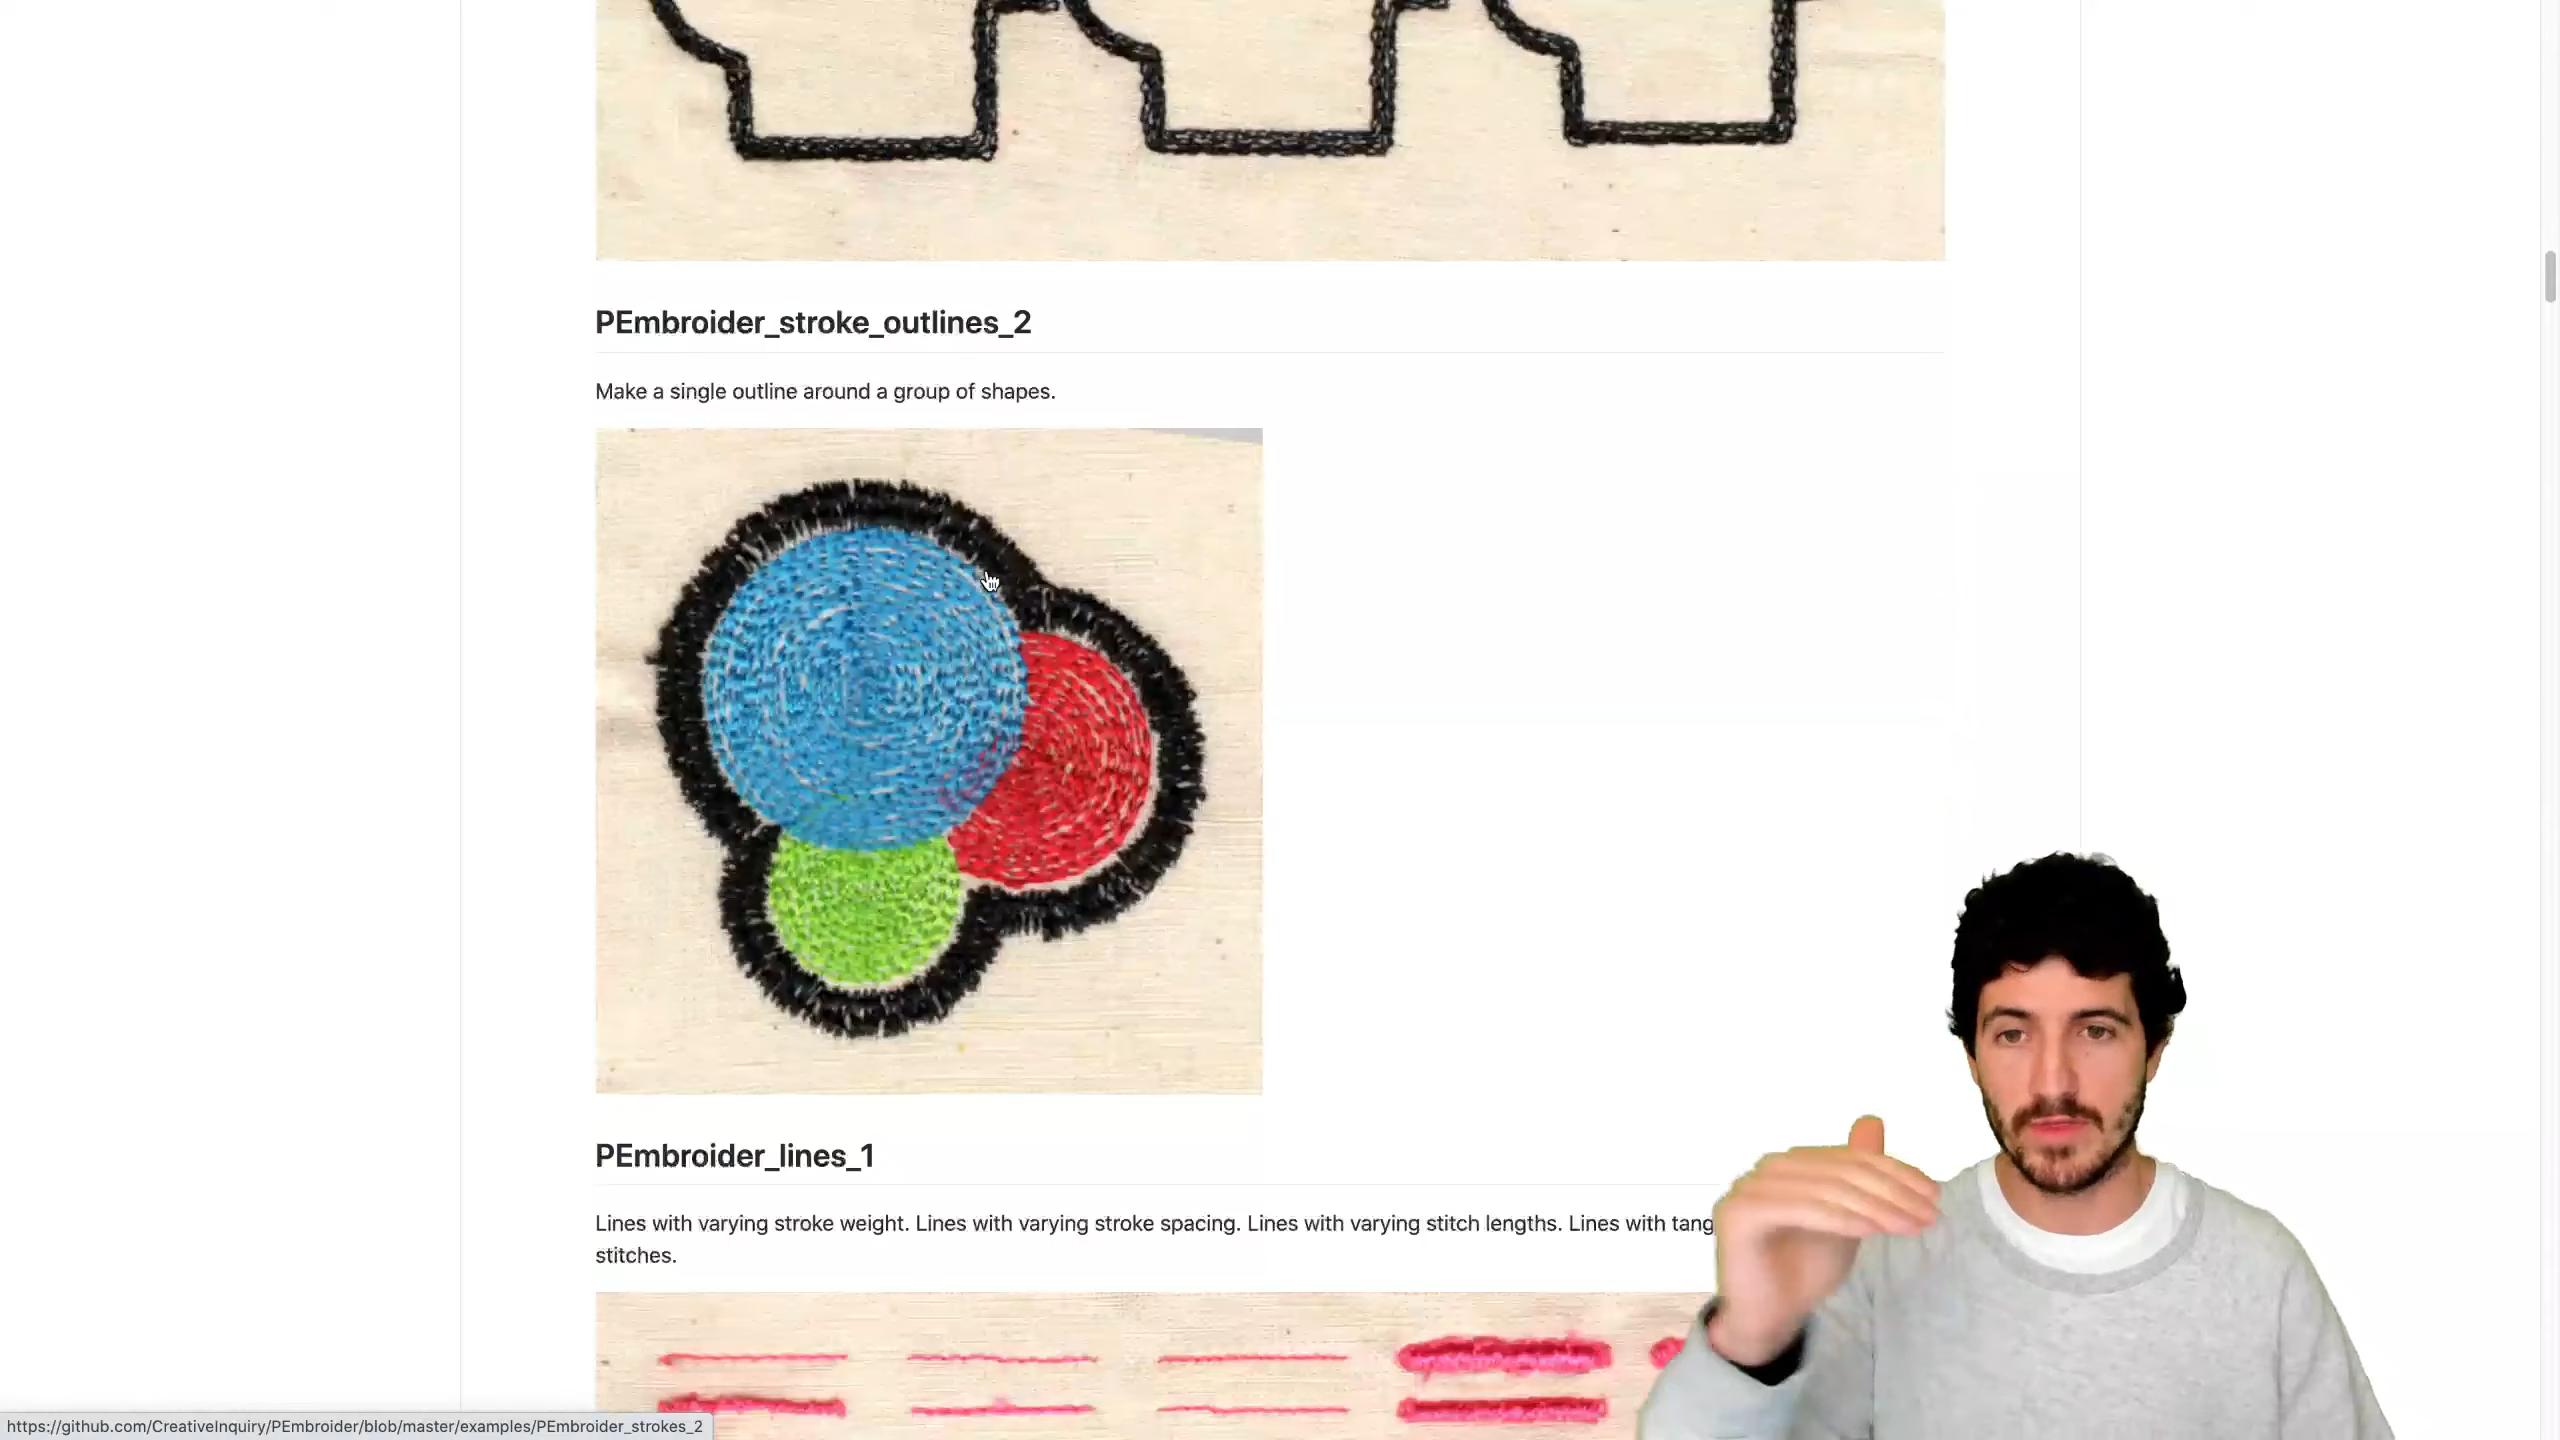 PEmbroider_stroke_outlines_2
Make a single outline around a group of shapes.
PEmbroider_lines_1
Lines with varying stroke weight. Lines with varying stroke spacing. Lines with varying stitch lengths. Lines with
stitches.
https://github.com/CreativeInquiry/PEmbroider/blob/master/examples/PEmbroider_strokes_2